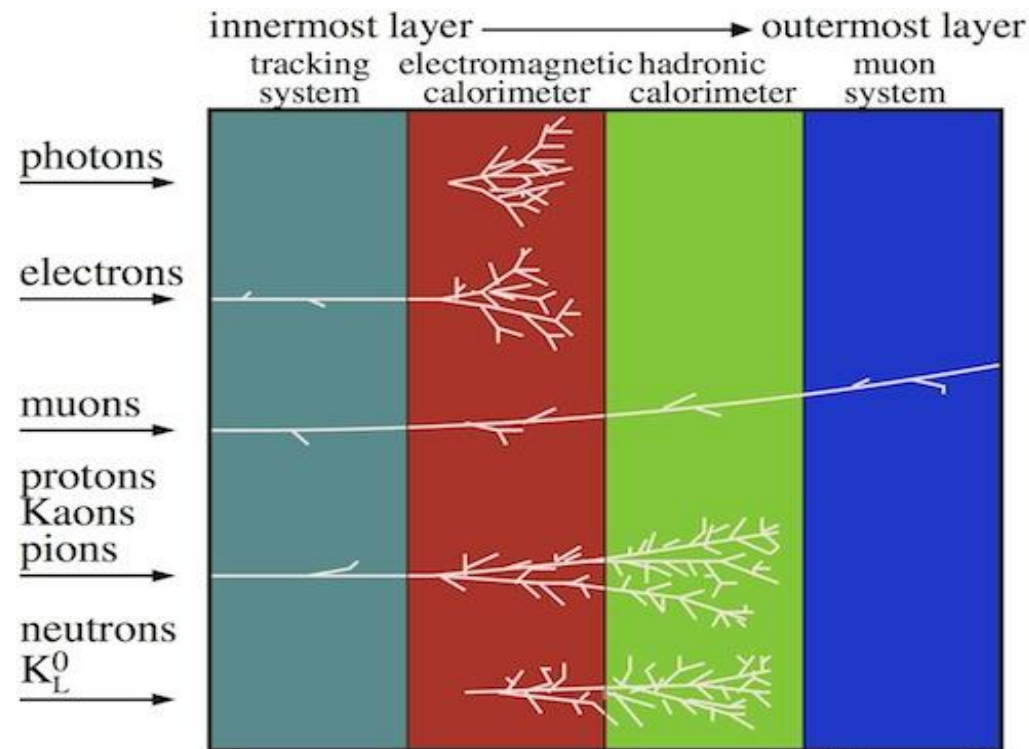 innermost layer outermost layer
tracking system
electromagnetic calorimeter
hadronic calorimeter
muon system
photons
electrons
muons
protons
Kaons
pions
neutrons
K⁰_L